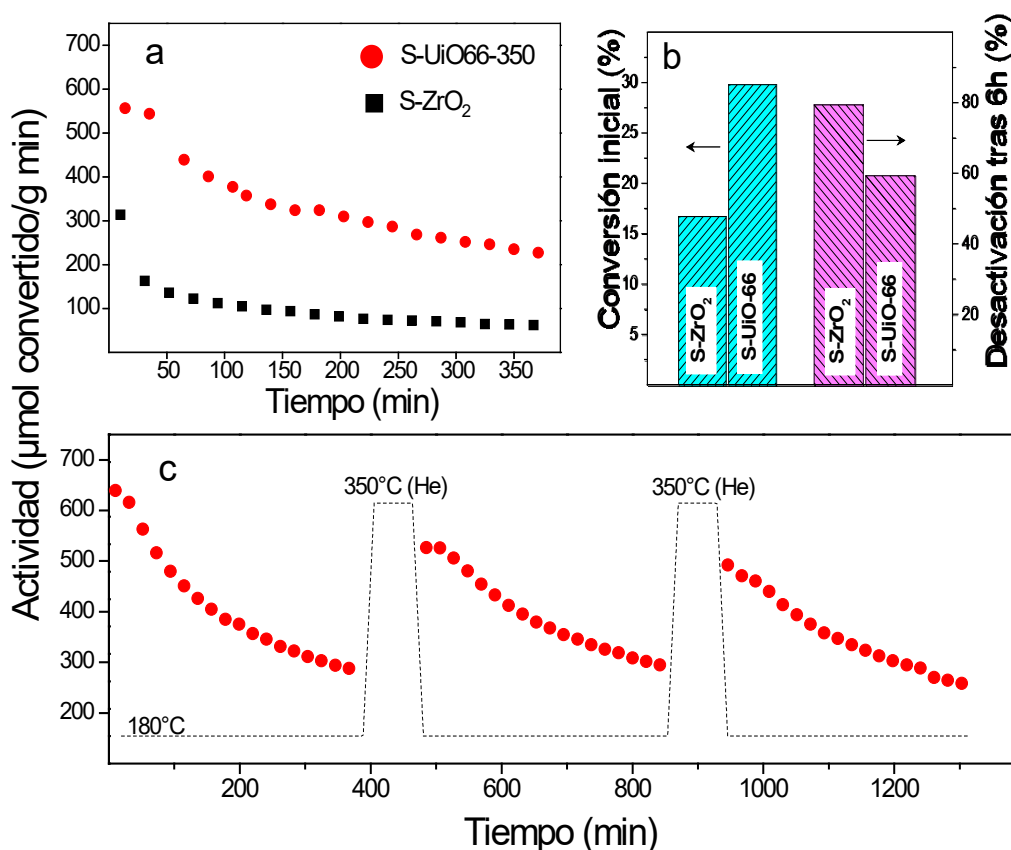 Actividad (µmol convertido/g min)
a
S-UiO66-350
S-ZrO2
700
600
500
400
300
200
100
50
100
150
200
250
300
350
Tiempo (min)
b
Conversión inicial (%)
30
25
20
15
10
5
S-ZrO2
S-UiO-66
S-ZrO2
S-UiO-66
80
60
40
20
Desactivación tras 6h (%)
c
700
600
500
400
300
200
350°C (He)
350°C (He)
180°C
200
400
600
800
1000
1200
Tiempo (min)